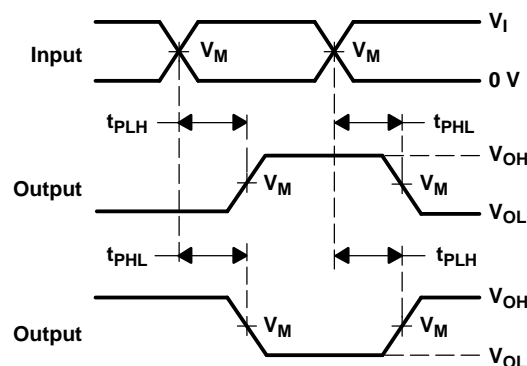 V_I
Input V_M V_M
0 V
t_PLH t_PHL
V_OH
Output V_M V_M
V_OL
t_PHL t_PLH
V_OH
Output V_M V_M
V_OL